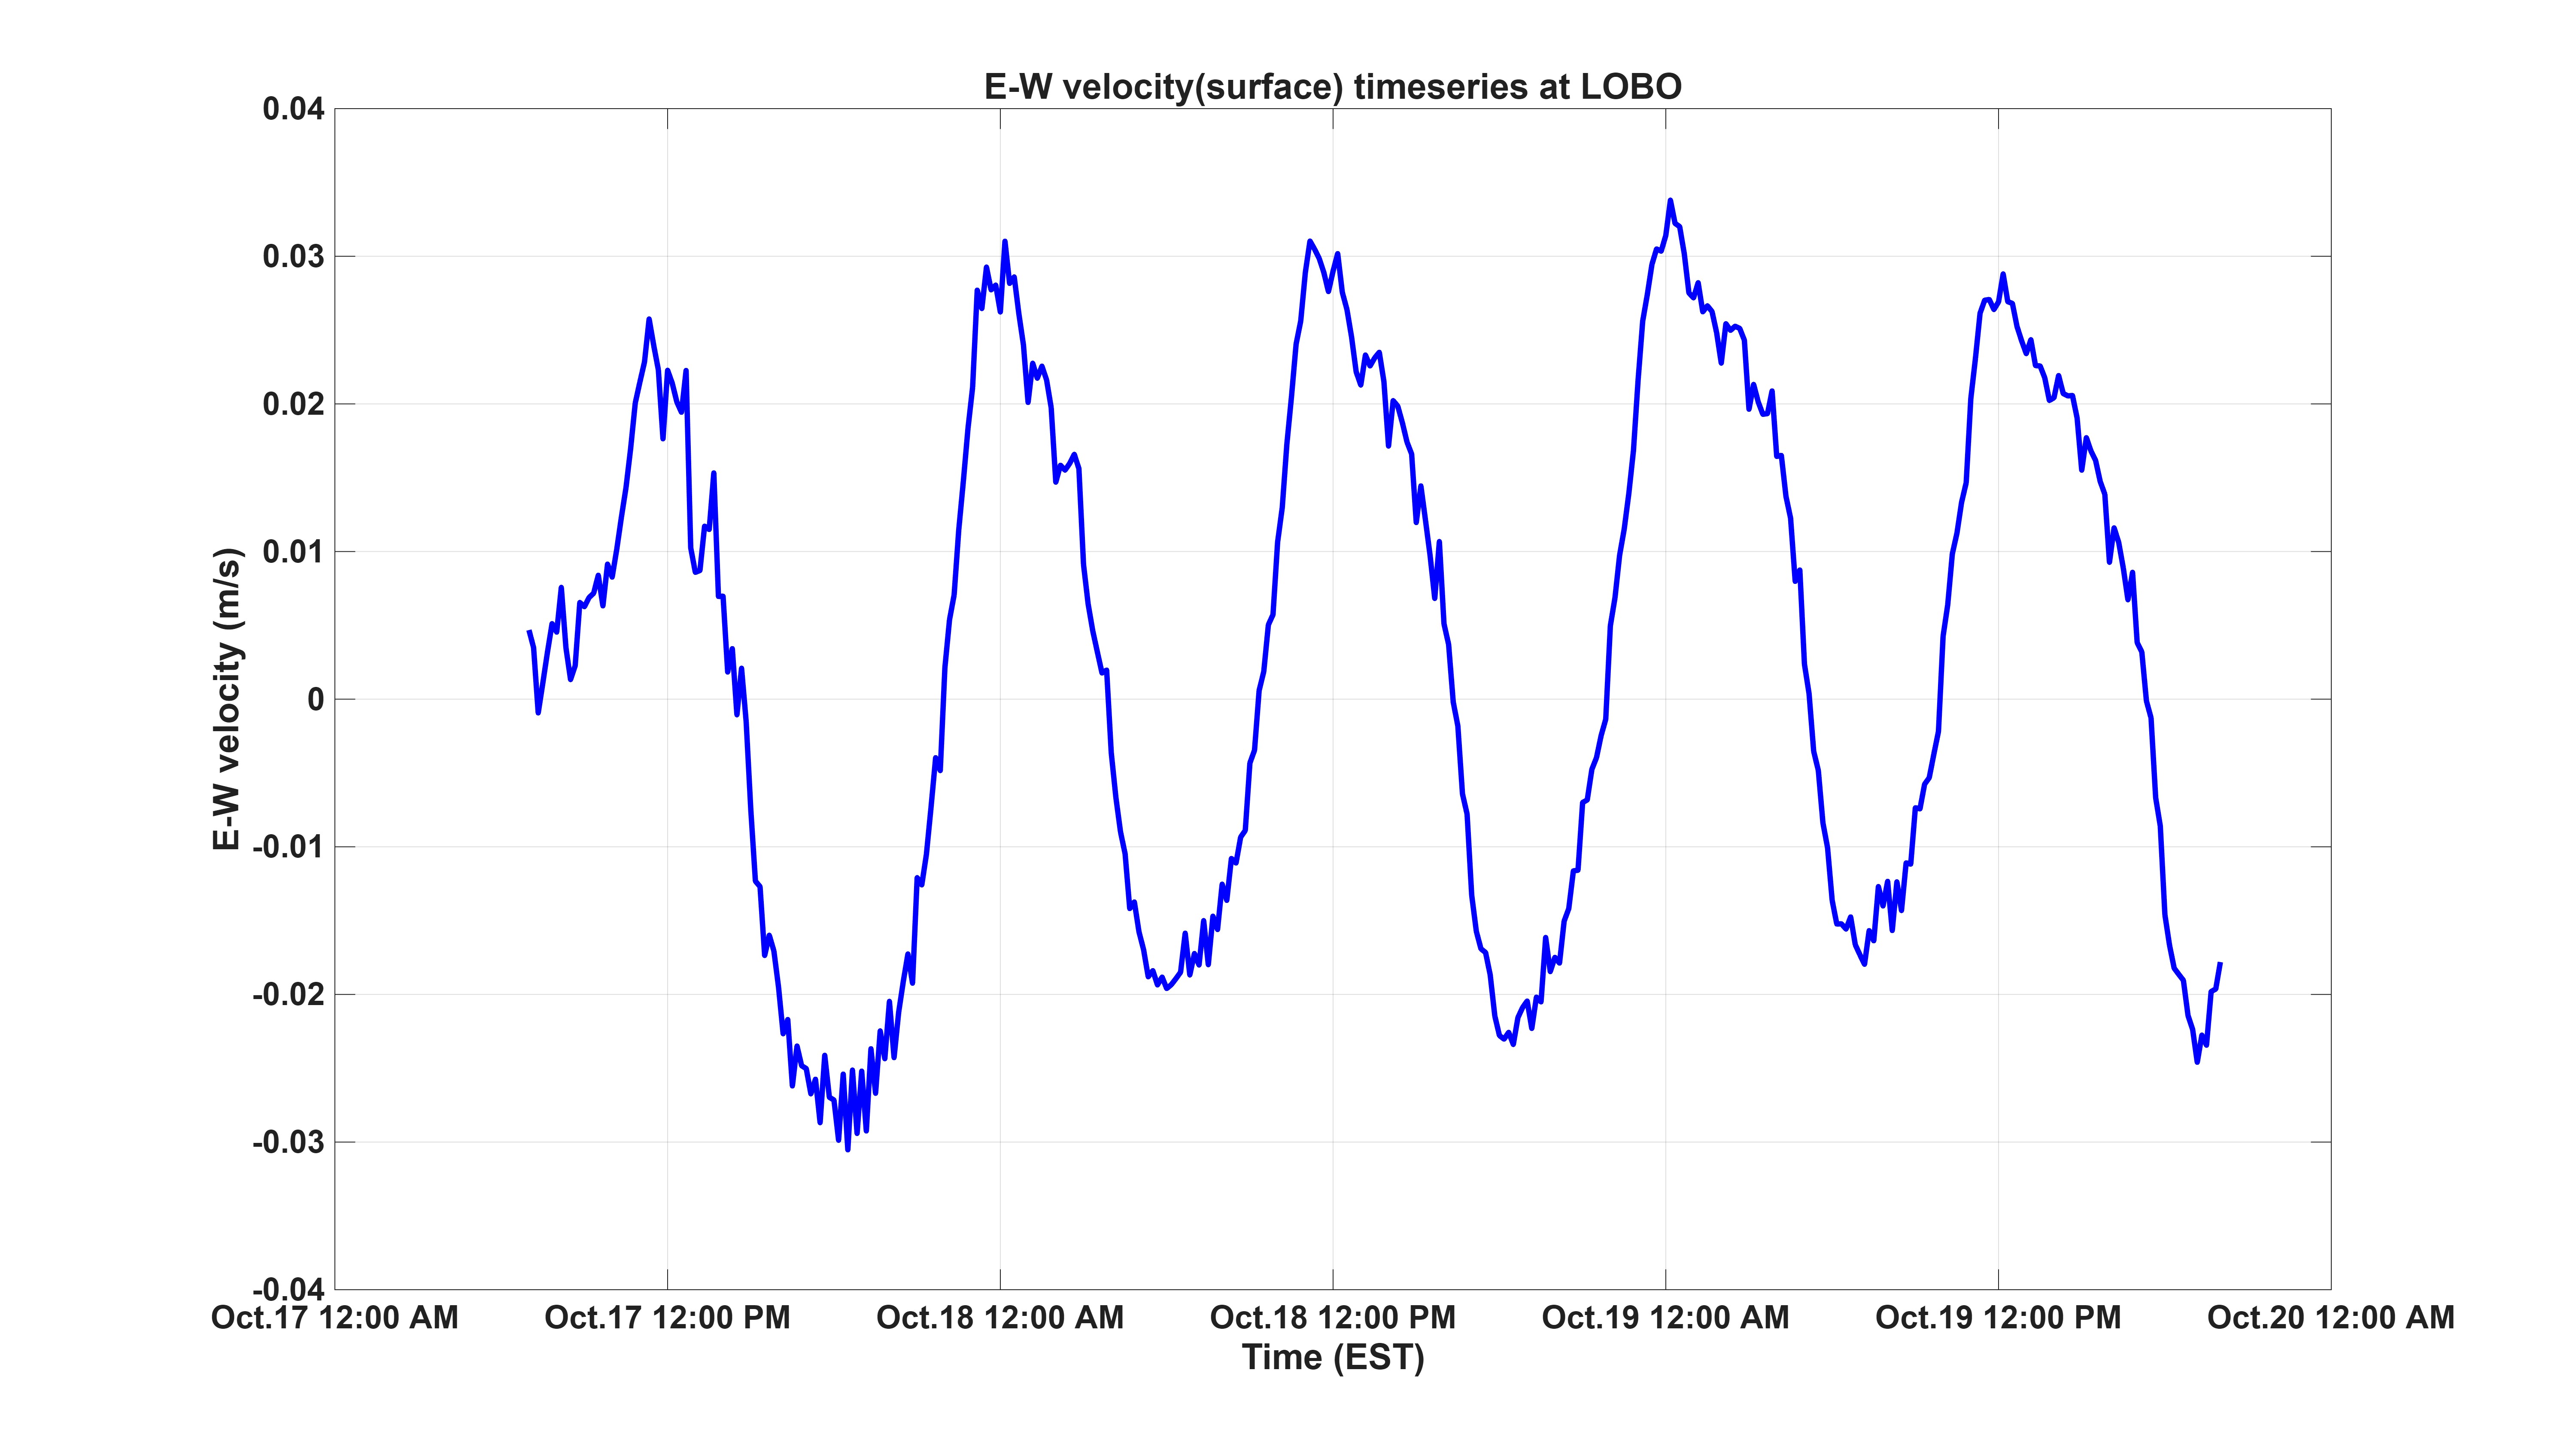 E-W velocity(surface) timeseries at LOBO
0.04
0.03
0.02
0.01
0
-0.01
-0.02
-0.03
-0.04
E-W velocity (m/s)
Oct.17 12:00 AM Oct.17 12:00 PM Oct.18 12:00 AM Oct.18 12:00 PM Oct.19 12:00 AM Oct.19 12:00 PM Oct.20 12:00 AM
Time (EST)